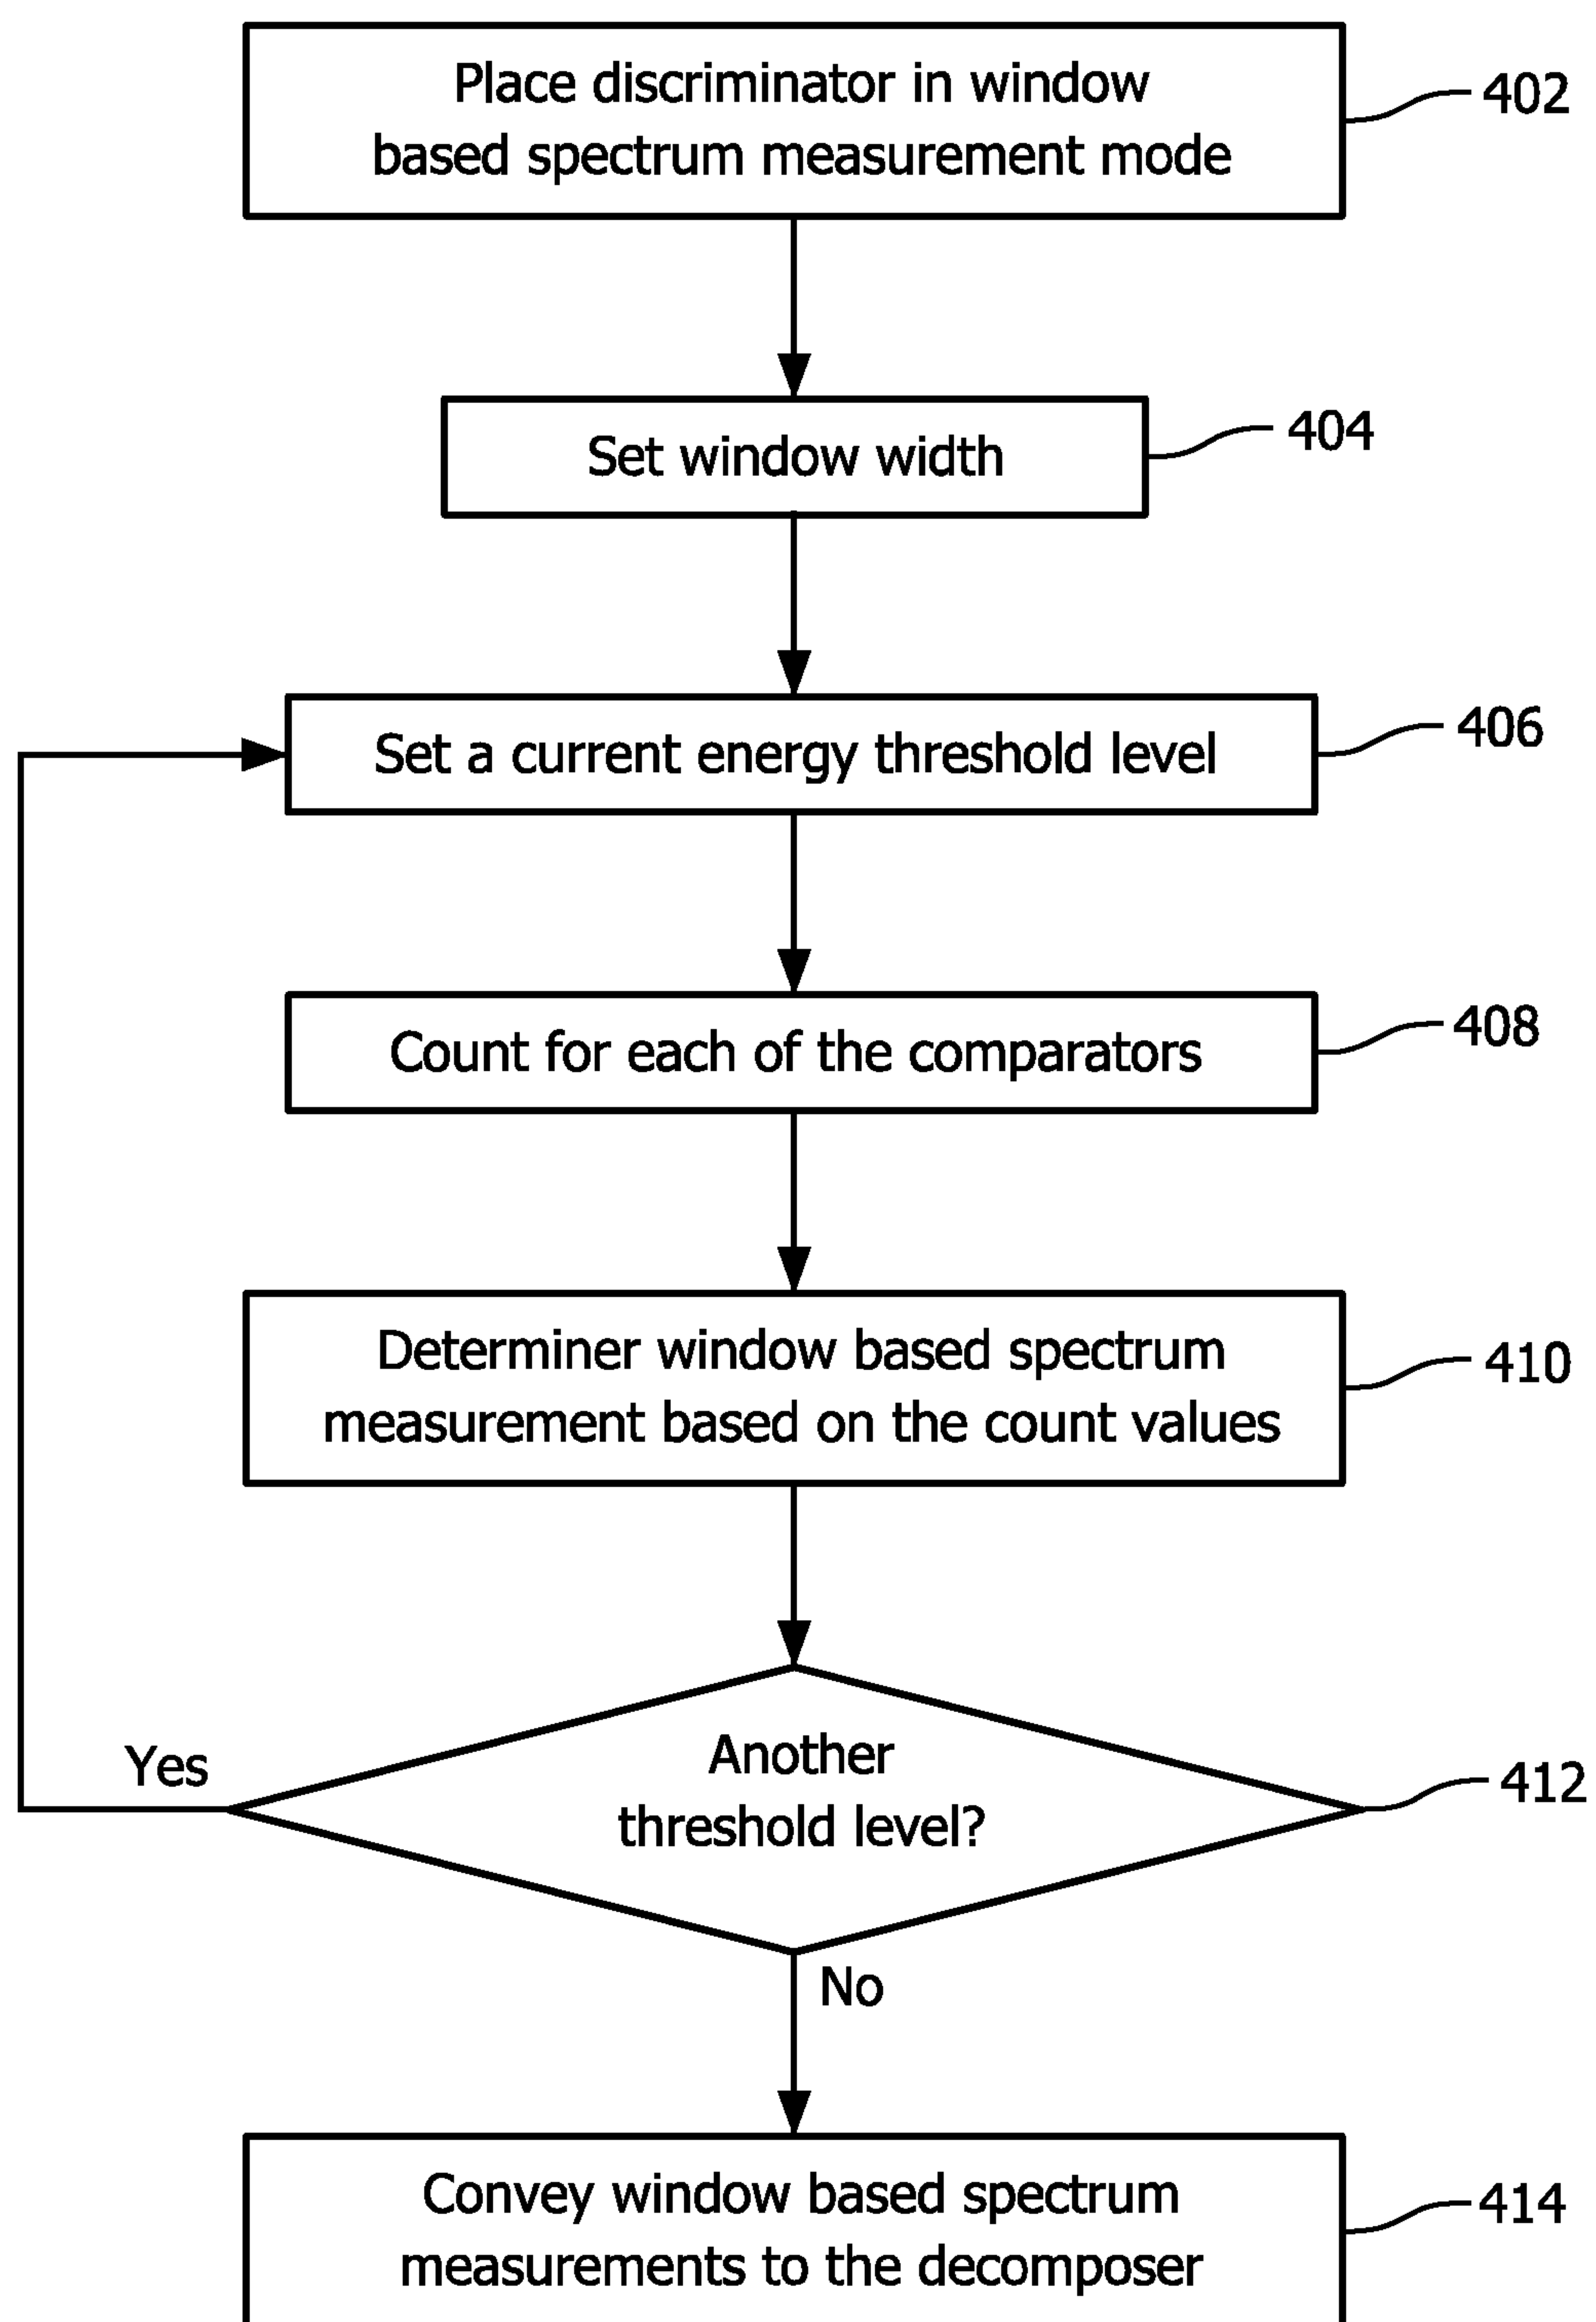 Place discriminator in window
based spectrum measurement mode
402
Set window width
404
Set a current energy threshold level
406
Count for each of the comparators
408
Determiner window based spectrum
measurement based on the count values
410
Another
threshold level?
412
Yes
No
Convey window based spectrum
measurements to the decomposer
414